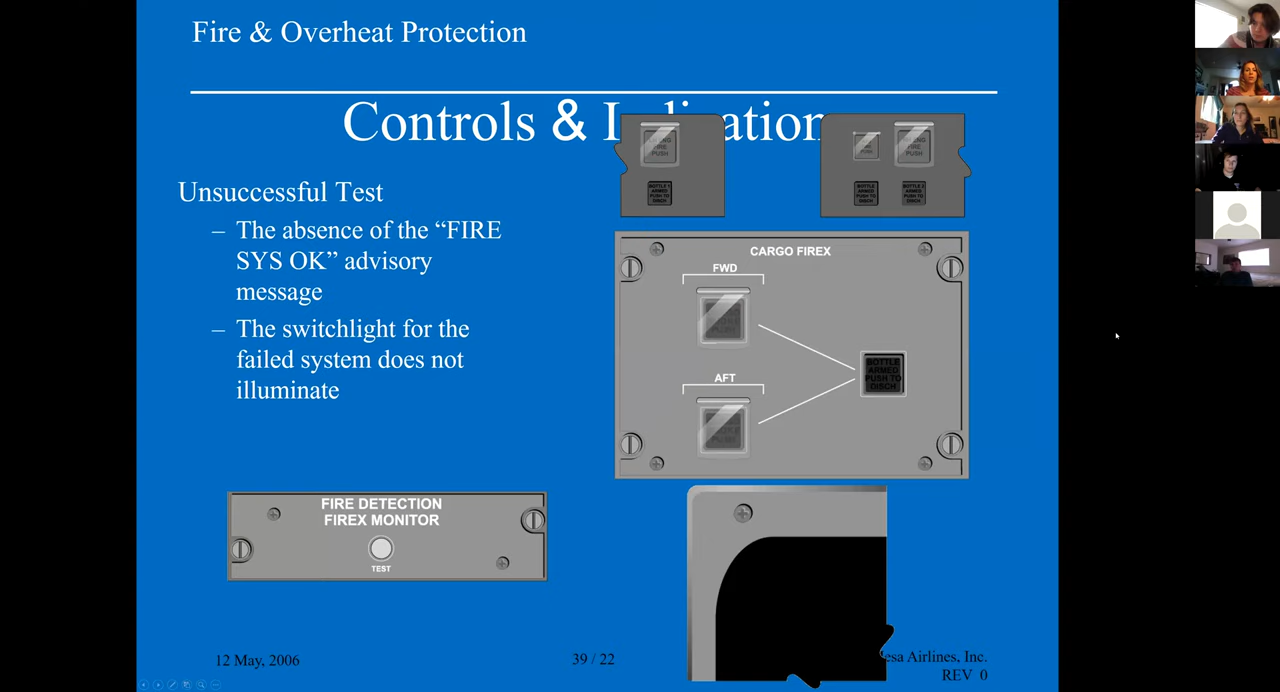 Fire & Overheat Protection
Controls &
Unsuccessful Test
– The absence of the “FIRE
SYS OK” advisory
message
– The switchlight for the
failed system does not
illuminate
FIRE
PUSH
BOTTLE 1
ARMED
PUSH TO
DISCH
PUSH
FIRE
PUSH
BOTTLE
ARMED
PUSH TO
DISCH
BOTTLE 2
ARMED
PUSH TO
DISCH
CARGO FIREX
FWD
BOTTLE
ARMED
PUSH TO
DISCH
AFT
FIRE DETECTION
FIREX MONITOR
TEST
12 May, 2006
39 / 22
Airlines, Inc.
REV 0